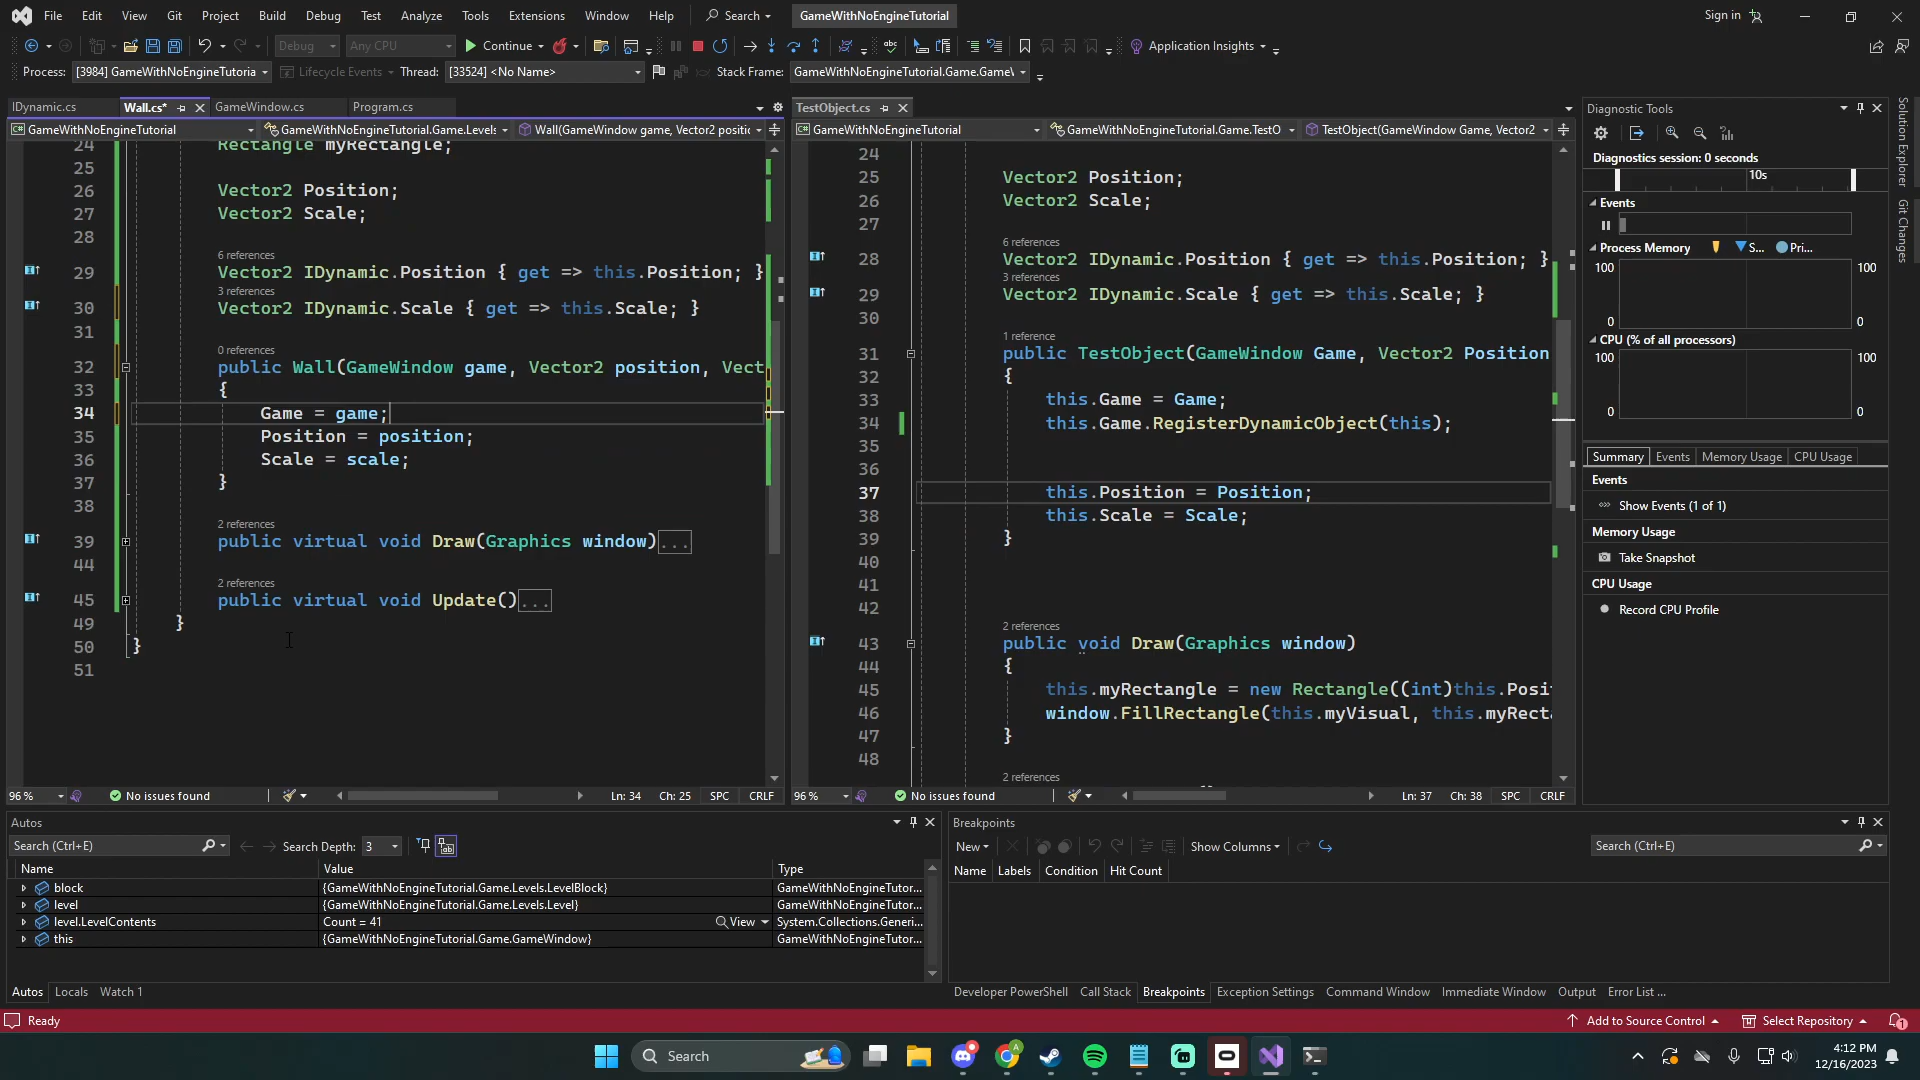 File Edit View Git Project Build Debug Test Analyze Tools Extensions Window Help Search GameWithNoEngineTutorial Sign in
Debug Any CPU Continue Application Insights
Process: [3984] GameWithNoEngineTutoria Lifecycle Events Thread: [33524] <No Name> Stack Frame: GameWithNoEngineTutorial.Game.Game\
IDynamic.cs Wall.cs* GameWindow.cs Program.cs
GameWithNoEngineTutorial GameWithNoEngineTutorial.Game.Levels Wall(GameWindow game, Vector2 positic
24 Rectangle myRectangle;
25
26 Vector2 Position;
27 Vector2 Scale;
28
6 references
29 Vector2 IDynamic.Position { get => this.Position; }
3 references
30 Vector2 IDynamic.Scale { get => this.Scale; }
31
0 references
32 public Wall(GameWindow game, Vector2 position, Vect
33 {
34 Game = game;
35 Position = position;
36 Scale = scale;
37 }
38
2 references
39 public virtual void Draw(Graphics window)...
44
2 references
45 public virtual void Update()...
49 }
50 }
51
96 % No issues found Ln: 34 Ch: 25 SPC CRLF
TestObject.cs
GameWithNoEngineTutorial GameWithNoEngineTutorial.Game.TestO TestObject(GameWindow Game, Vector2
24
25 Vector2 Position;
26 Vector2 Scale;
27
6 references
28 Vector2 IDynamic.Position { get => this.Position; }
3 references
29 Vector2 IDynamic.Scale { get => this.Scale; }
30
1 reference
31 public TestObject(GameWindow Game, Vector2 Position
32 {
33 this.Game = Game;
34 this.Game.RegisterDynamicObject(this);
35
36
37 this.Position = Position;
38 this.Scale = Scale;
39 }
40
41
42
2 references
43 public void Draw(Graphics window)
44 {
45 this.myRectangle = new Rectangle((int)this.Posi
46 window.FillRectangle(this.myVisual, this.myRecta
47 }
48
2 references
96 % No issues found Ln: 37 Ch: 38 SPC CRLF
Diagnostic Tools
Diagnostics session: 0 seconds
10s
Events
Process Memory S... Pri...
100 100
0 0
CPU (% of all processors)
100 100
0 0
Summary Events Memory Usage CPU Usage
Events
Show Events (1 of 1)
Memory Usage
Take Snapshot
CPU Usage
Record CPU Profile
Solution Explorer
Git Changes
Autos
Search (Ctrl+E) Search Depth: 3
Name Value Type
block {GameWithNoEngineTutorial.Game.Levels.LevelBlock} GameWithNoEngineTutor...
level {GameWithNoEngineTutorial.Game.Levels.Level} GameWithNoEngineTutor...
level.LevelContents Count = 41 View System.Collections.Generi...
this {GameWithNoEngineTutorial.Game.GameWindow} GameWithNoEngineTutor...
Autos Locals Watch 1
Breakpoints
New Show Columns Search (Ctrl+E)
Name Labels Condition Hit Count
Developer PowerShell Call Stack Breakpoints Exception Settings Command Window Immediate Window Output Error List ...
Ready Add to Source Control Select Repository 1
Search
4:12 PM
12/16/2023